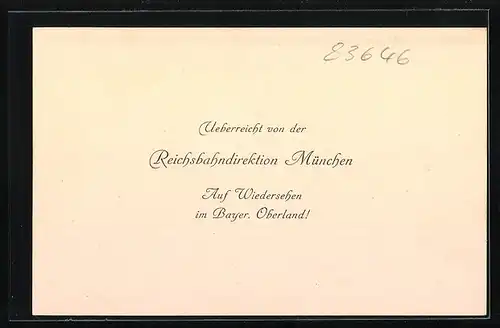 E3646
Ueberreicht von der
Reichsbahndirektion München
Auf Wiedersehen
im Bayer. Oberland!